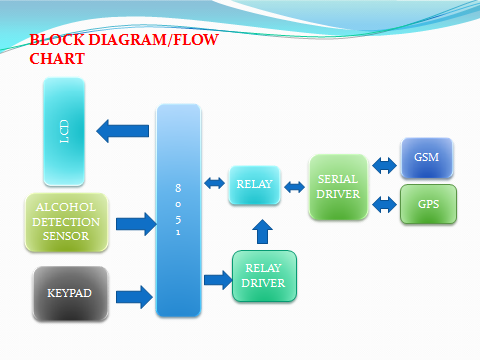 BLOCK DIAGRAM/FLOW
CHART
LCD
ALCOHOL
DETECTION
SENSOR
KEYPAD
8
0
5
1
RELAY
RELAY
DRIVER
SERIAL
DRIVER
GSM
GPS